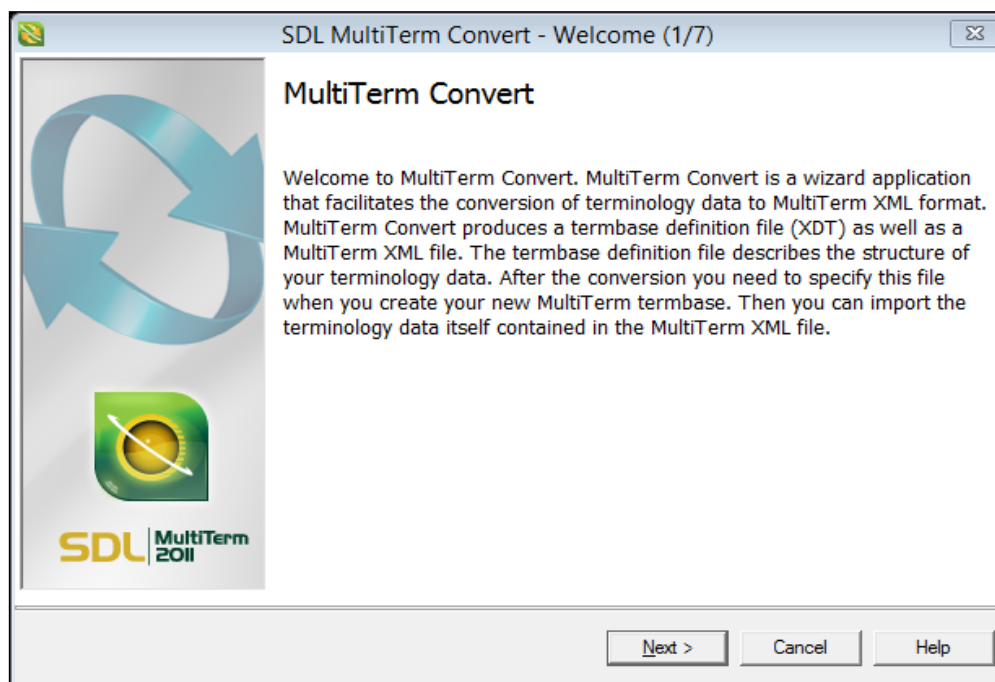 SDL MultiTerm Convert - Welcome (1/7)
MultiTerm Convert
Welcome to MultiTerm Convert. MultiTerm Convert is a wizard application
that facilitates the conversion of terminology data to MultiTerm XML format.
MultiTerm Convert produces a termbase definition file (XDT) as well as a
MultiTerm XML file. The termbase definition file describes the structure of
your terminology data. After the conversion you need to specify this file
when you create your new MultiTerm termbase. Then you can import the
terminology data itself contained in the MultiTerm XML file.
SDL MultiTerm
2011
Next > Cancel Help